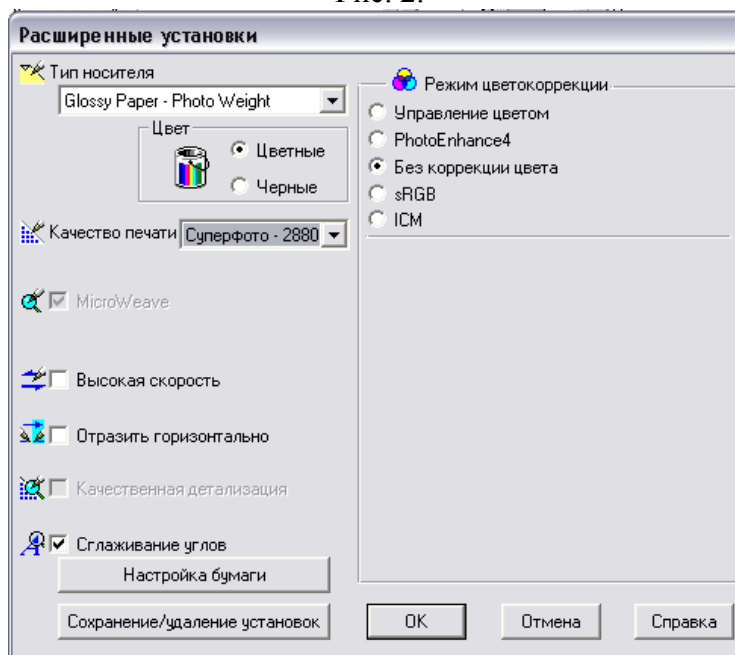 Рис. 2.
Расширенные установки
Тип носителя
Glossy Paper - Photo Weight
Цвет
Цветные
Черные
Качество печати Суперфото - 2880
MicroWeave
Высокая скорость
Отразить горизонтально
Качественная детализация
Сглаживание углов
Настройка бумаги
Сохранение/удаление установок
Режим цветокоррекции
Управление цветом
PhotoEnhance4
Без коррекции цвета
sRGB
ICM
OK
Отмена
Справка